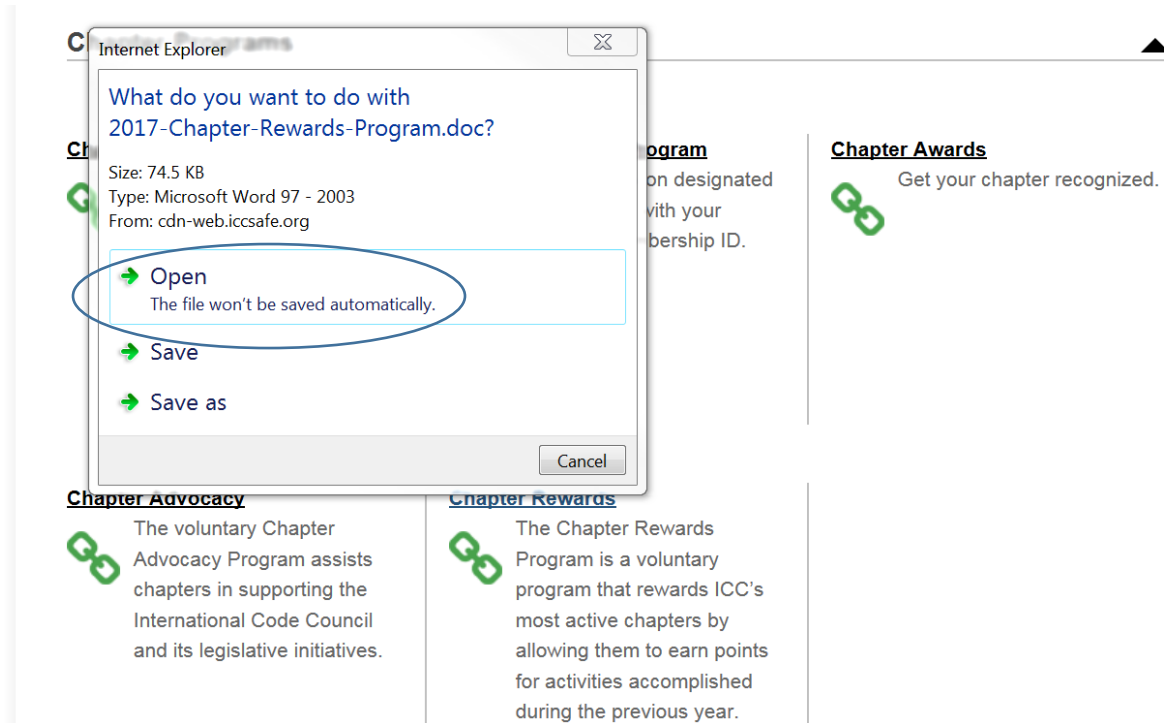 Chapter Programs
Internet Explorer
What do you want to do with
2017-Chapter-Rewards-Program.doc?
Size: 74.5 KB
Type: Microsoft Word 97 - 2003
From: cdn-web.iccsafe.org
Open
The file won't be saved automatically.
Save
Save as
Cancel
Ch
ogram
on designated
with your
bership ID.
Chapter Awards
Get your chapter recognized.
Chapter Advocacy
The voluntary Chapter
Advocacy Program assists
chapters in supporting the
International Code Council
and its legislative initiatives.
Chapter Rewards
The Chapter Rewards
Program is a voluntary
program that rewards ICC's
most active chapters by
allowing them to earn points
for activities accomplished
during the previous year.